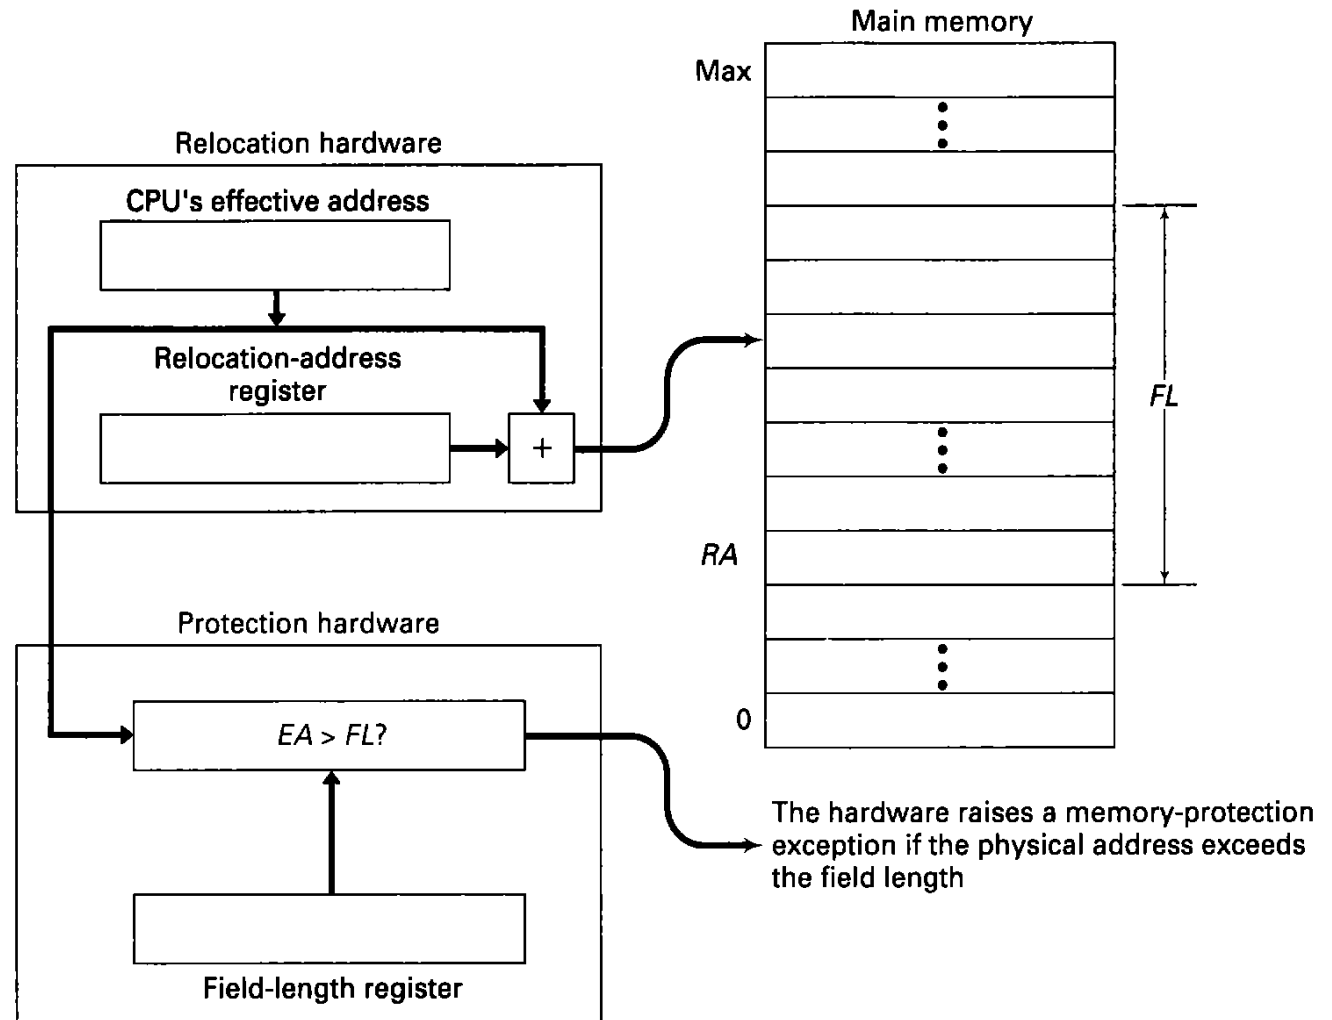 Main memory
Max
Relocation hardware
CPU's effective address
Relocation-address
register
+
FL
RA
Protection hardware
0
EA > FL?
The hardware raises a memory-protection
exception if the physical address exceeds
the field length
Field-length register